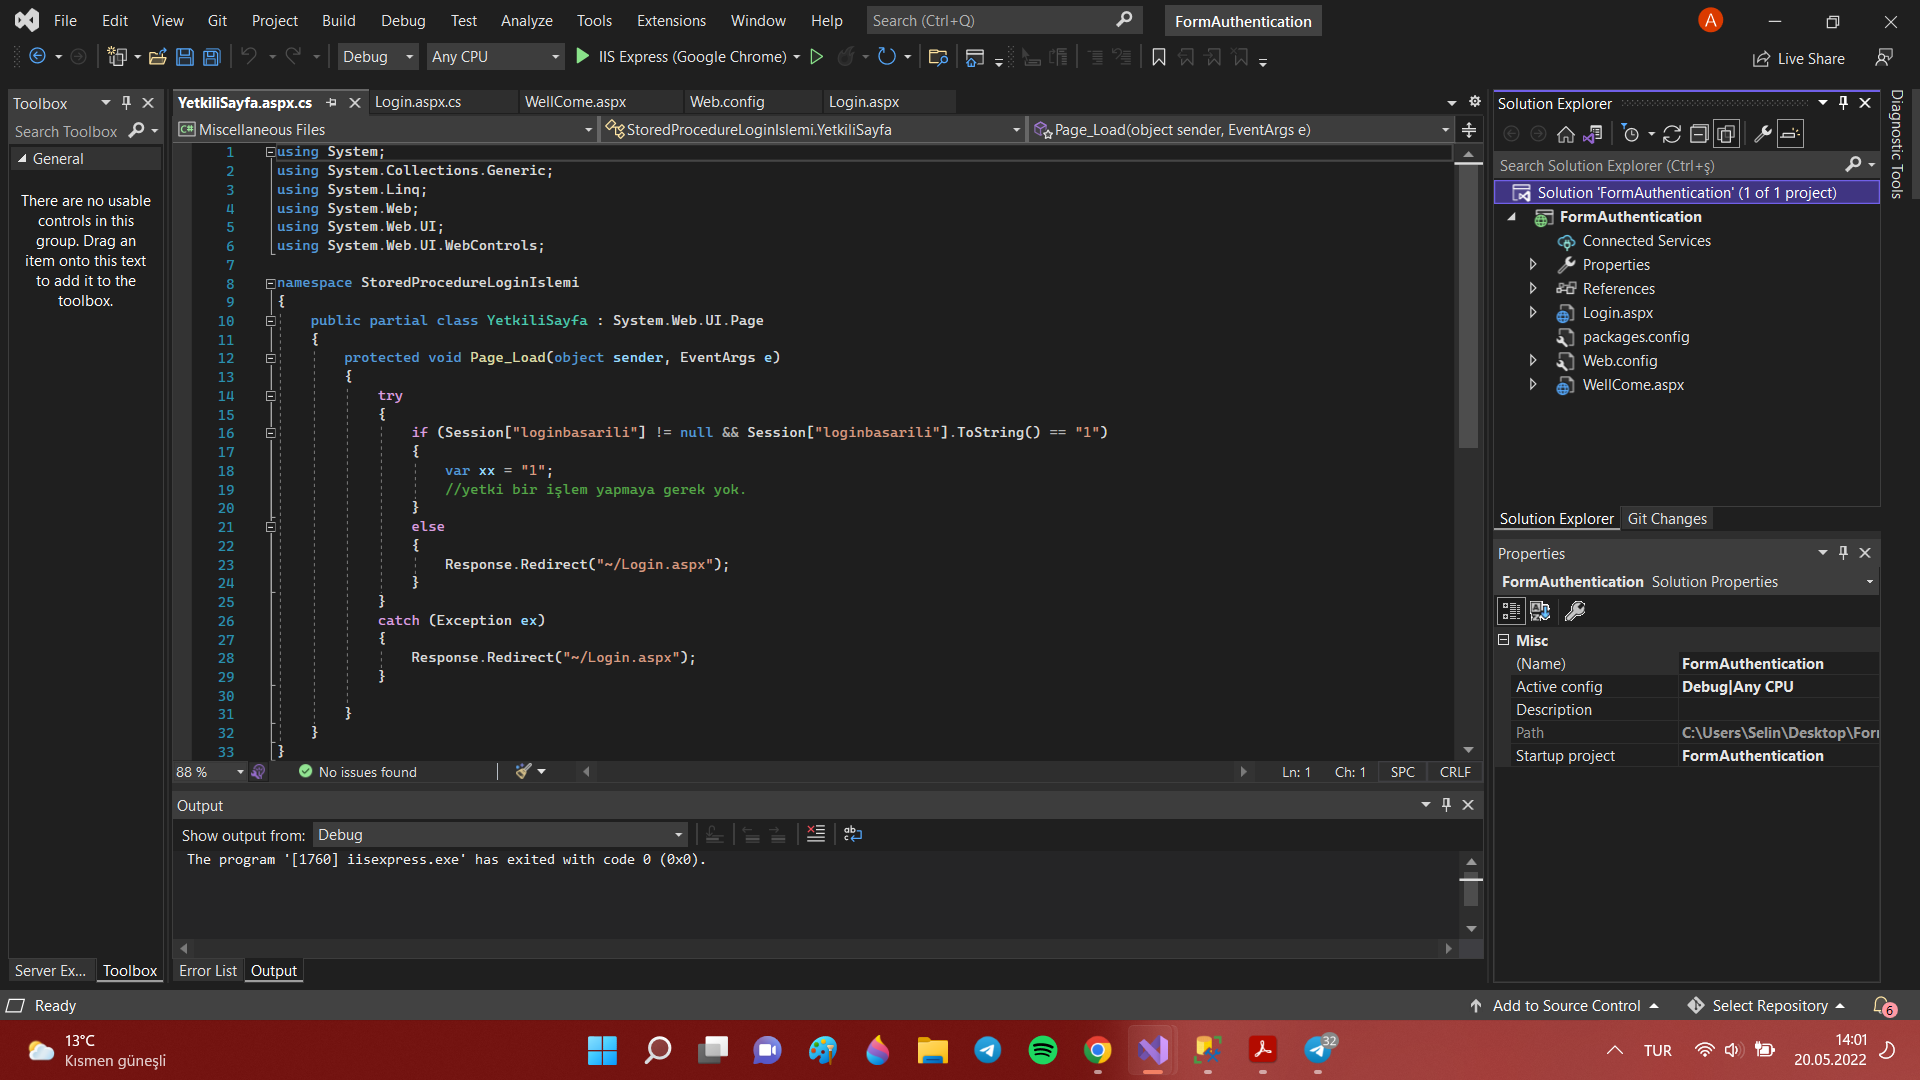 File Edit View Git Project Build Debug Test Analyze Tools Extensions Window Help Search (Ctrl+Q) FormAuthentication A
Debug Any CPU IIS Express (Google Chrome) Live Share
Toolbox
Search Toolbox
General
There are no usable
controls in this
group. Drag an
item onto this text
to add it to the
toolbox.
Server Ex... Toolbox
YetkiliSayfa.aspx.cs Login.aspx.cs WellCome.aspx Web.config Login.aspx
C# Miscellaneous Files StoredProcedureLoginIslemi.YetkiliSayfa Page_Load(object sender, EventArgs e)
1 using System;
2 using System.Collections.Generic;
3 using System.Linq;
4 using System.Web;
5 using System.Web.UI;
6 using System.Web.UI.WebControls;
7
8 namespace StoredProcedureLoginIslemi
9 {
10 public partial class YetkiliSayfa : System.Web.UI.Page
11 {
12 protected void Page_Load(object sender, EventArgs e)
13 {
14 try
15 {
16 if (Session["loginbasarili"] != null && Session["loginbasarili"].ToString() == "1")
17 {
18 var xx = "1";
19 //yetki bir işlem yapmaya gerek yok.
20 }
21 else
22 {
23 Response.Redirect("~/Login.aspx");
24 }
25 }
26 catch (Exception ex)
27 {
28 Response.Redirect("~/Login.aspx");
29 }
30
31 }
32 }
33 }
88 % No issues found Ln: 1 Ch: 1 SPC CRLF
Output
Show output from: Debug
The program '[1760] iisexpress.exe' has exited with code 0 (0x0).
Error List Output
Solution Explorer
Search Solution Explorer (Ctrl+ş)
Solution 'FormAuthentication' (1 of 1 project)
FormAuthentication
Connected Services
Properties
References
Login.aspx
packages.config
Web.config
WellCome.aspx
Solution Explorer Git Changes
Properties
FormAuthentication Solution Properties
Misc
(Name) FormAuthentication
Active config Debug|Any CPU
Description
Path C:\Users\Selin\Desktop\For
Startup project FormAuthentication
Diagnostic Tools
Ready Add to Source Control Select Repository 6
13°C
Kısmen güneşli
32
TUR
14:01
20.05.2022